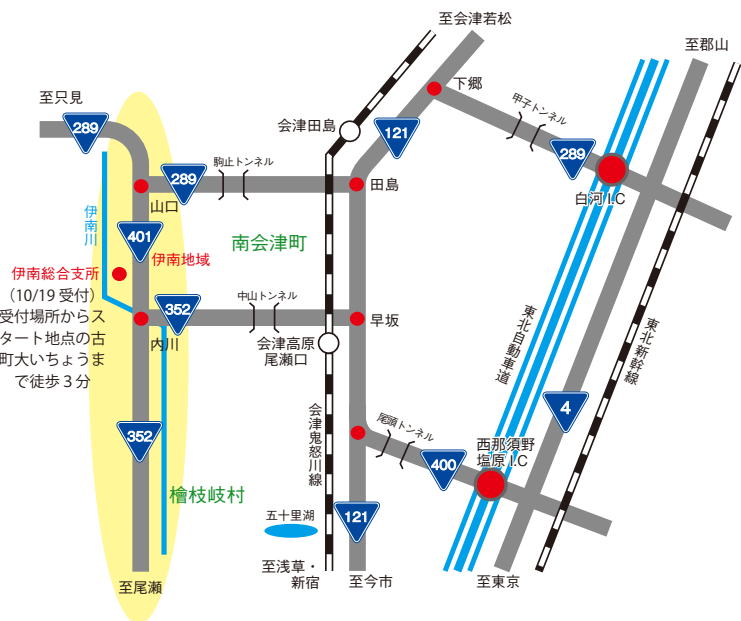 至会津若松
至郡山
下郷
至只見
甲子トンネル
会津田島
289
121
駒止トンネル
289
289
白河 I.C
山口
田島
伊南川
401
南会津町
伊南地域
伊南総合支所
（10/19 受付）
受付場所からス
タート地点の古
町大いちょうま
で徒歩 3 分
352
中山トンネル
早坂
内川
会津高原
尾瀬口
東北自動車道
東北新幹線
4
会津鬼怒川線
尾頭トンネル
352
西那須野
塩原 I.C
400
檜枝岐村
五十里湖
121
至浅草・
新宿
至尾瀬
至今市
至東京